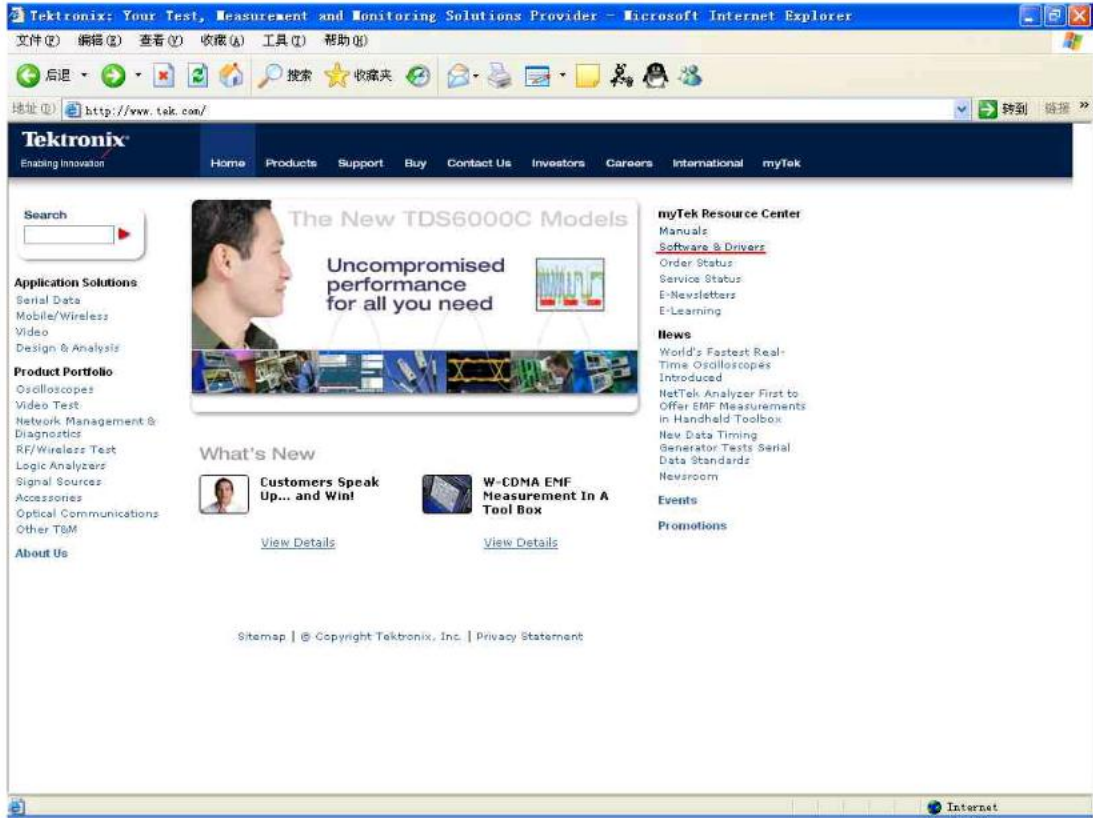 Tektronix: Your Test, Measurement and Monitoring Solutions Provider - Microsoft Internet Explorer
文件(F) 编辑(E) 查看(V) 收藏(A) 工具(T) 帮助(H)
后退 搜索 收藏夹
地址(D) http://www.tek.com/ 转到 链接 »
Tektronix
Enabling Innovation
Home Products Support Buy Contact Us Investors Careers International myTek
Search
Application Solutions
Serial Data
Mobile/Wireless
Video
Design & Analysis
Product Portfolio
Oscilloscopes
Video Test
Network Management &
Diagnostics
RF/Wireless Test
Logic Analyzers
Signal Sources
Accessories
Optical Communications
Other T&M
About Us
The New TDS6000C Models
Uncompromised
performance
for all you need
What's New
Customers Speak
Up... and Win!
View Details
W-CDMA EMF
Measurement In A
Tool Box
View Details
myTek Resource Center
Manuals
Software & Drivers
Order Status
Service Status
E-Newsletters
E-Learning
News
World's Fastest Real-
Time Oscilloscopes
Introduced
NetTek Analyzer First to
Offer EMF Measurements
in Handheld Toolbox
New Data Timing
Generator Tests Serial
Data Standards
Newsroom
Events
Promotions
Sitemap | © Copyright Tektronix, Inc. | Privacy Statement
Internet